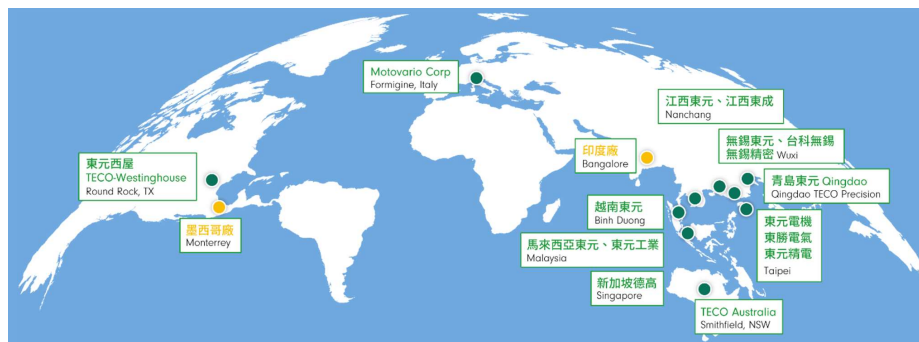 Motovario Corp
Formigine, Italy
江西東元、江西東成
Nanchang
無錫東元、台科無錫
無錫精密 Wuxi
印度廠
Bangalore
東元西屋
TECO-Westinghouse
Round Rock, TX
青島東元 Qingdao
Qingdao TECO Precision
越南東元
Binh Duong
墨西哥廠
Monterrey
東元電機
東勝電氣
東元精電
Taipei
馬來西亞東元、東元工業
Malaysia
新加坡德高
Singapore
TECO Australia
Smithfield, NSW